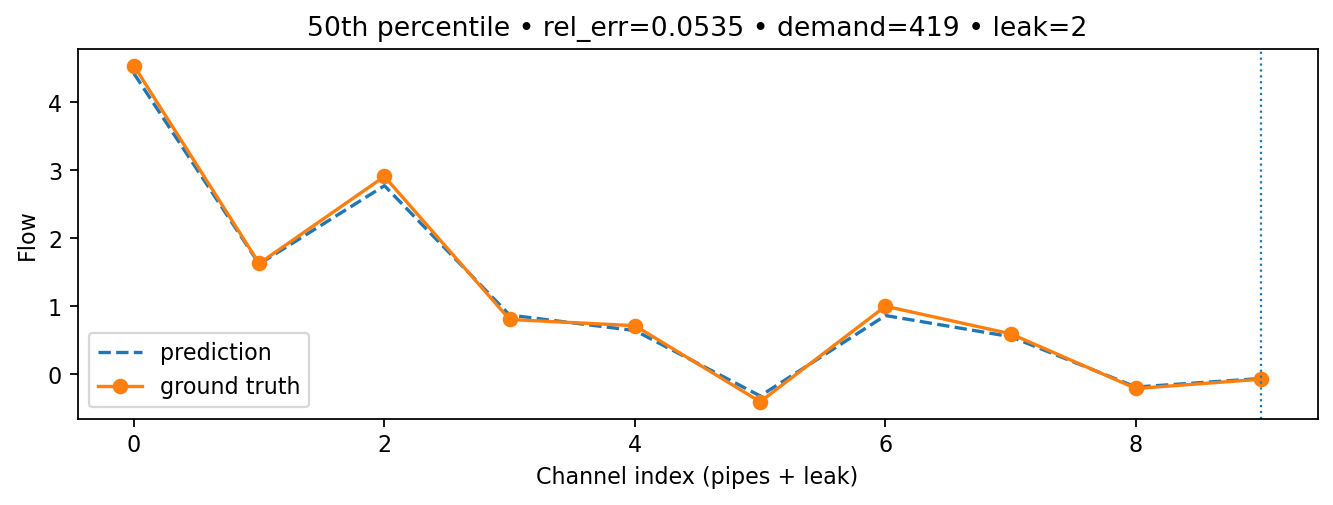 50th percentile • rel_err=0.0535 • demand=419 • leak=2
Flow
4
3
2
1
0
prediction
ground truth
0 2 4 6 8
Channel index (pipes + leak)